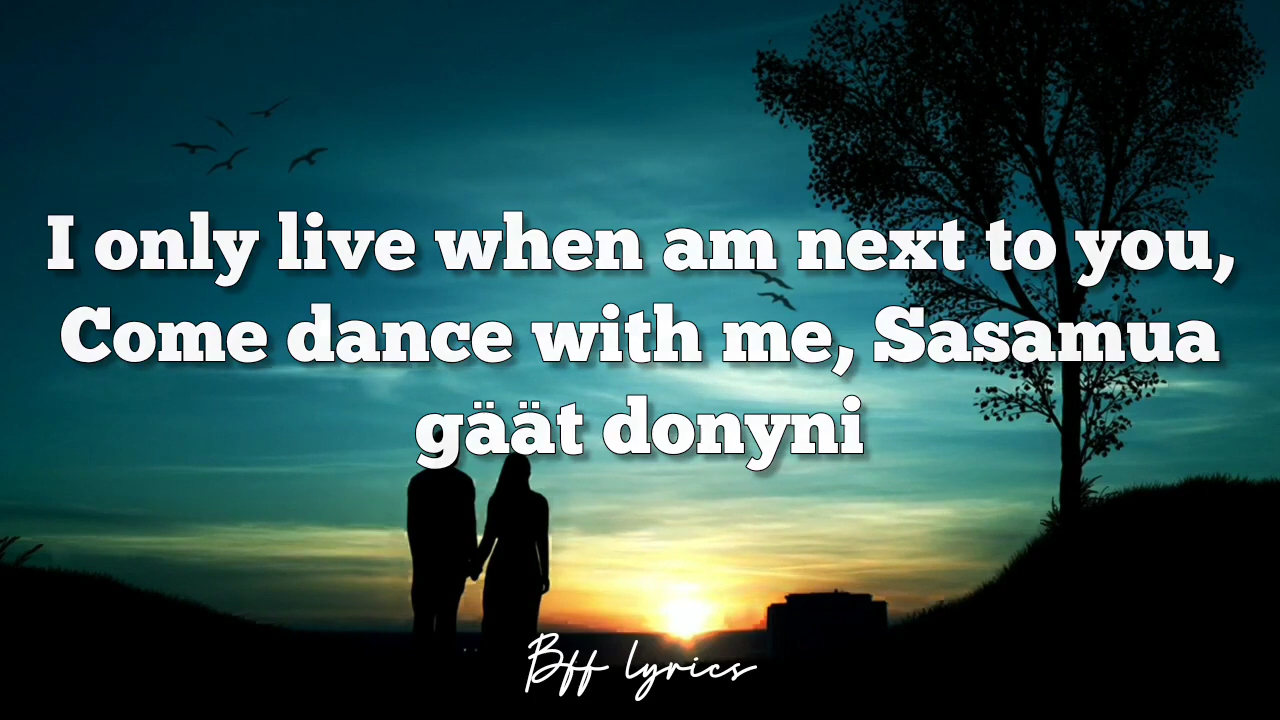 I only live when am next to you,
Come dance with me, Sasamua
gäät donyni
Bff lyrics